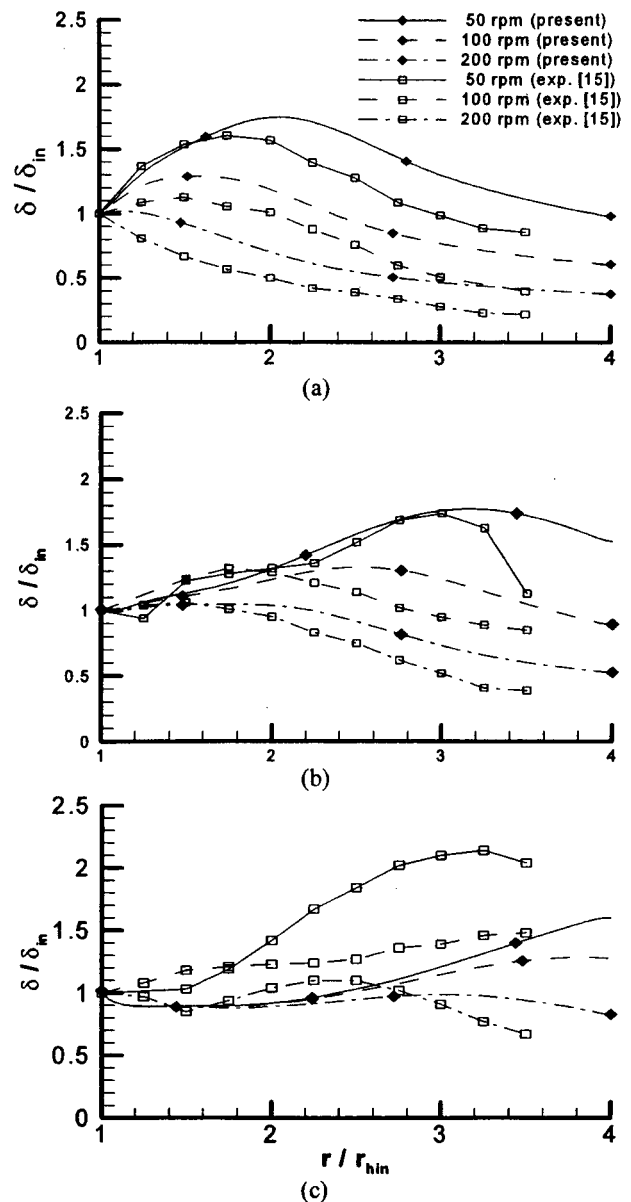 50 rpm (present)
100 rpm (present)
200 rpm (present)
50 rpm (exp. [15])
100 rpm (exp. [15])
200 rpm (exp. [15])
2.5
2
1.5
1
0.5
0
δ / δin
1 2 3 4
(a)
2.5
2
1.5
1
0.5
0
δ / δin
1 2 3 4
(b)
2.5
2
1.5
1
0.5
0
δ / δin
1 2 3 4
r / rhin
(c)